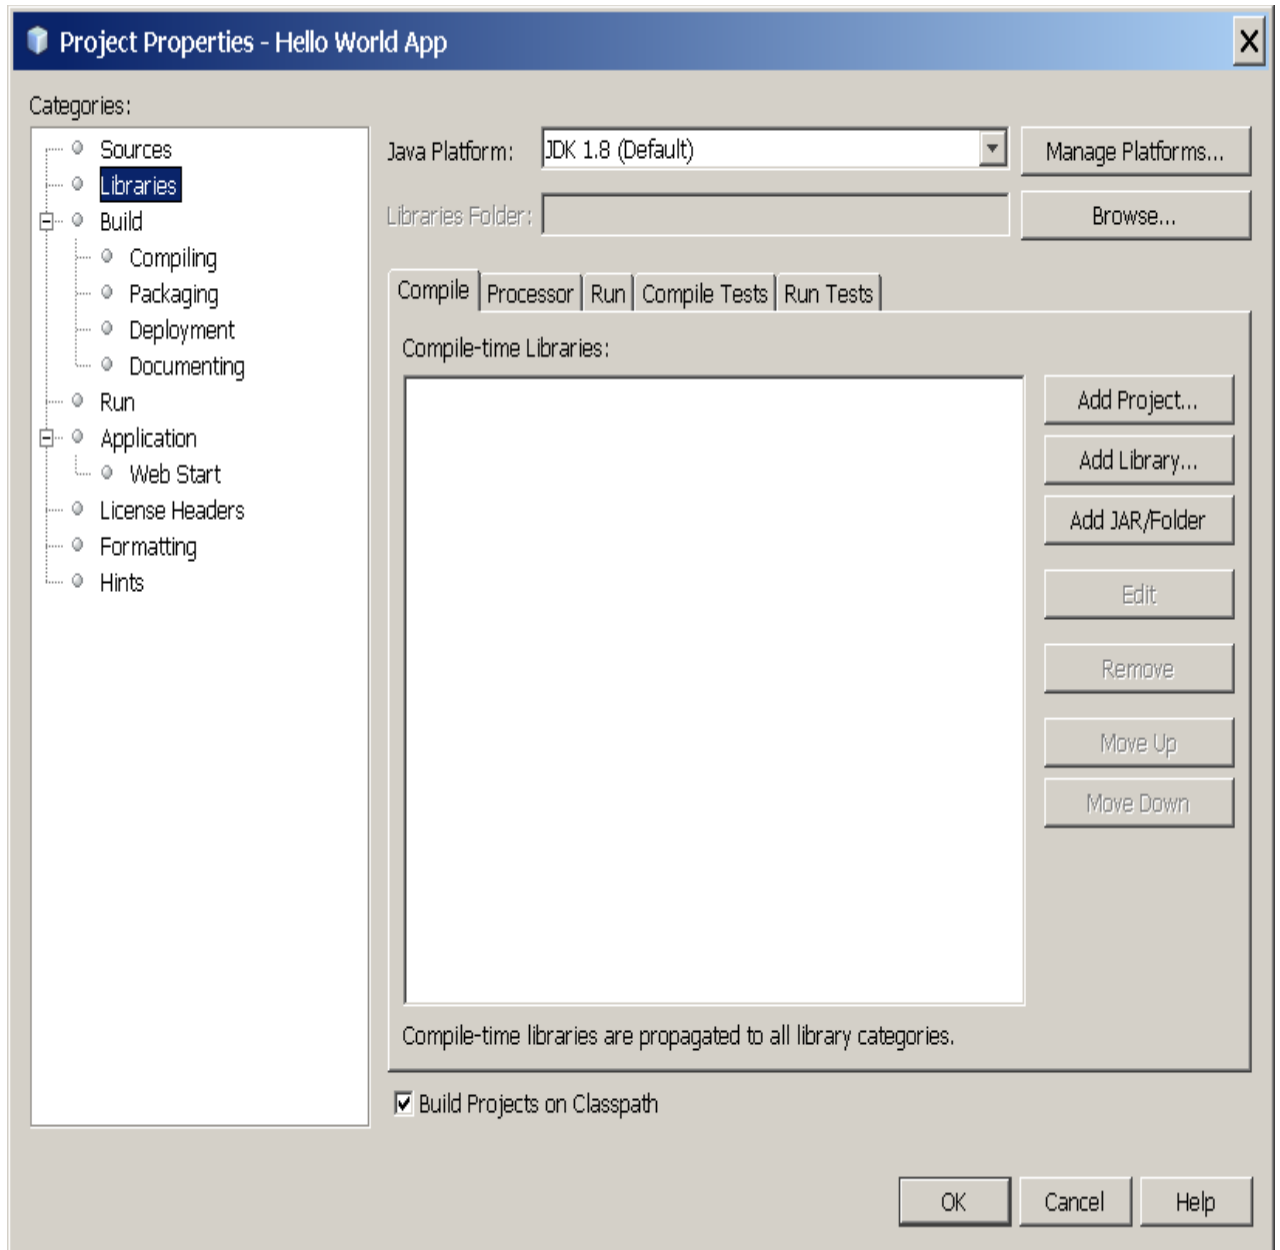 Project Properties - Hello World App
Categories:
Sources
Libraries
Build
Compiling
Packaging
Deployment
Documenting
Run
Application
Web Start
License Headers
Formatting
Hints
Java Platform: JDK 1.8 (Default) Manage Platforms...
Libraries Folder: Browse...
Compile Processor Run Compile Tests Run Tests
Compile-time Libraries:
Add Project...
Add Library...
Add JAR/Folder
Edit
Remove
Move Up
Move Down
Compile-time libraries are propagated to all library categories.
Build Projects on Classpath
OK Cancel Help